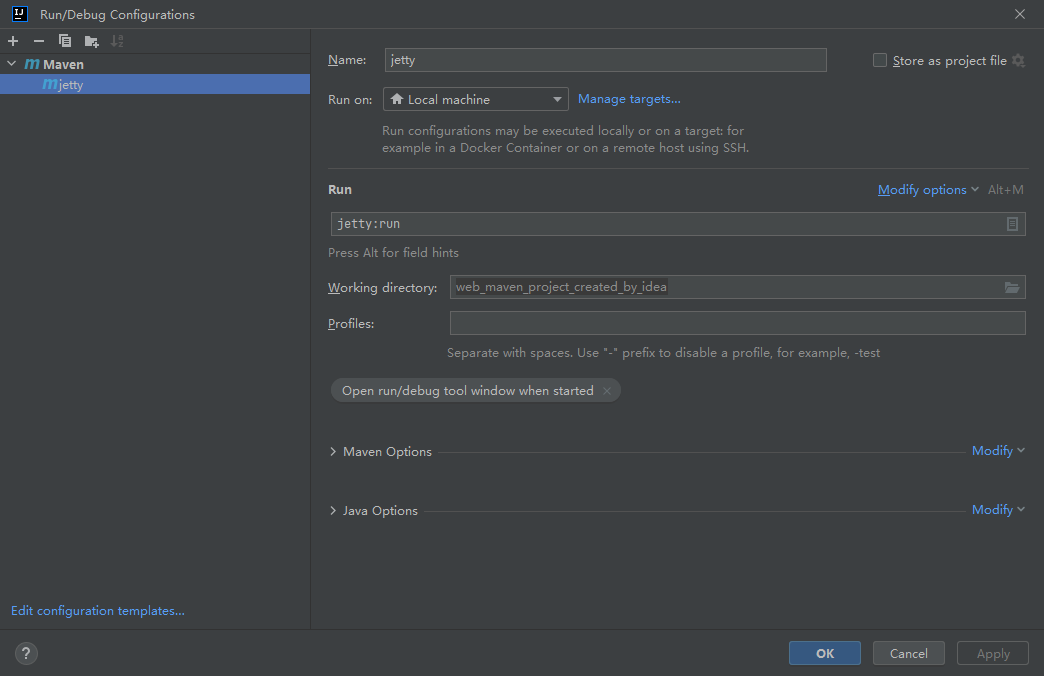 IJ Run/Debug Configurations
Maven
jetty
Name: jetty
Store as project file
Run on: Local machine Manage targets...
Run configurations may be executed locally or on a target: for
example in a Docker Container or on a remote host using SSH.
Run Modify options Alt+M
jetty:run
Press Alt for field hints
Working directory: web_maven_project_created_by_idea
Profiles:
Separate with spaces. Use "-" prefix to disable a profile, for example, -test
Open run/debug tool window when started
Maven Options Modify
Java Options Modify
Edit configuration templates...
? OK Cancel Apply